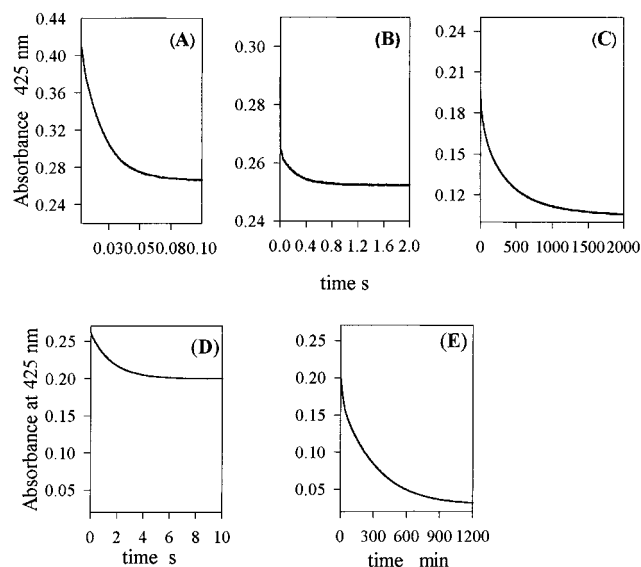 Absorbance 425 nm
0.44
0.40
0.36
0.32
0.28
0.24
(A)
0.030.050.080.10
0.30
0.28
0.26
0.24
(B)
0.0 0.4 0.8 1.2 1.6 2.0
0.24
0.21
0.18
0.15
0.12
(C)
0 500 1000 1500 2000
time s
Absorbance at 425 nm
0.25
0.20
0.15
0.10
0.05
(D)
0 2 4 6 8 10
time s
0.25
0.20
0.15
0.10
0.05
(E)
0 300 600 900 1200
time min